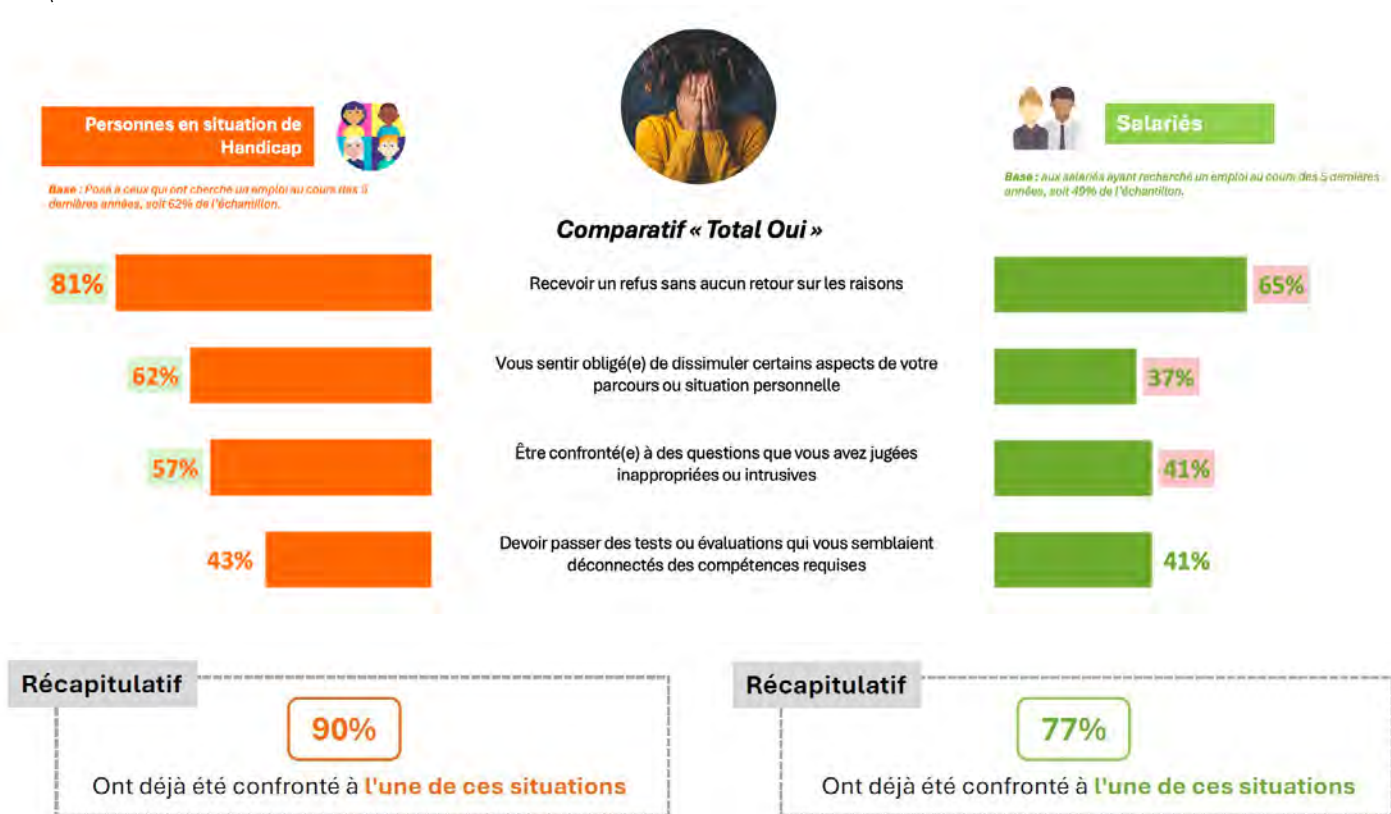 Personnes en situation de
Handicap
Base : Posé à ceux qui ont cherché un emploi au cours des 5
dernières années, soit 62% de l'échantillon.
Salariés
Base : aux salariés ayant recherché un emploi au cours des 5 dernières
années, soit 49% de l'échantillon.
Comparatif « Total Oui »
81%
Recevoir un refus sans aucun retour sur les raisons
65%
62%
Vous sentir obligé(e) de dissimuler certains aspects de votre
parcours ou situation personnelle
37%
57%
Être confronté(e) à des questions que vous avez jugées
inappropriées ou intrusives
41%
43%
Devoir passer des tests ou évaluations qui vous semblaient
déconnectés des compétences requises
41%
Récapitulatif
90%
Ont déjà été confronté à l'une de ces situations
Récapitulatif
77%
Ont déjà été confronté à l'une de ces situations